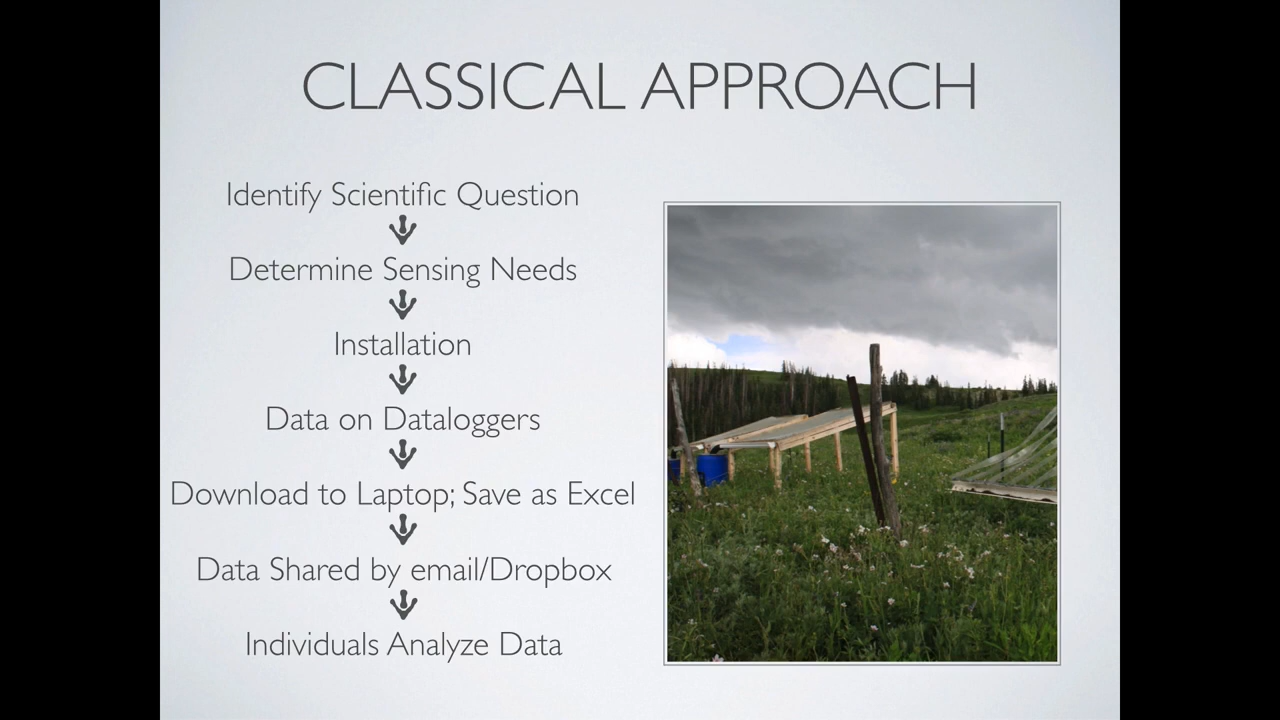 CLASSICAL APPROACH
Identify Scientific Question
Determine Sensing Needs
Installation
Data on Dataloggers
Download to Laptop; Save as Excel
Data Shared by email/Dropbox
Individuals Analyze Data